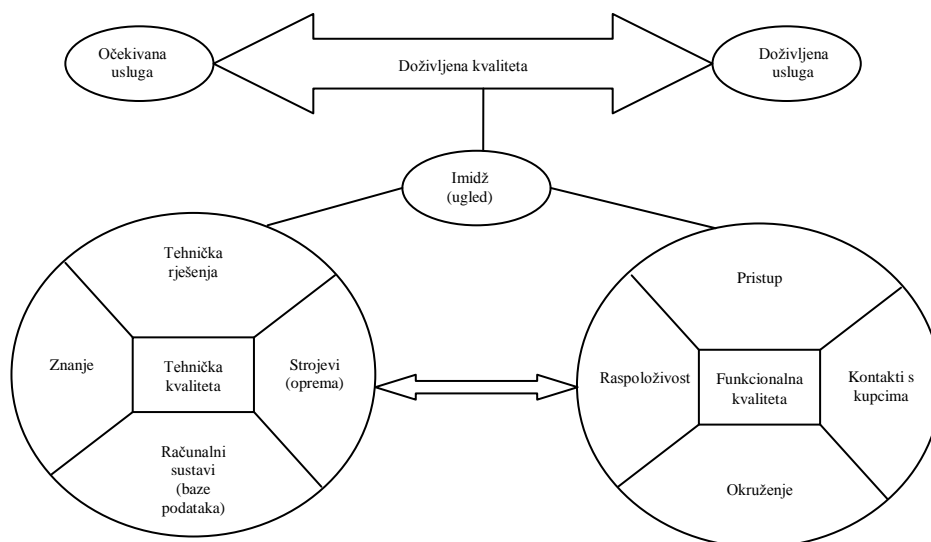 Očekivana
usluga
Doživljena kvaliteta
Doživljena
usluga
Imidž
(ugled)
Tehnička
rješenja
Znanje
Tehnička
kvaliteta
Strojevi
(oprema)
Računalni
sustavi
(baze
podataka)
Pristup
Raspoloživost
Funkcionalna
kvaliteta
Kontakti s
kupcima
Okruženje